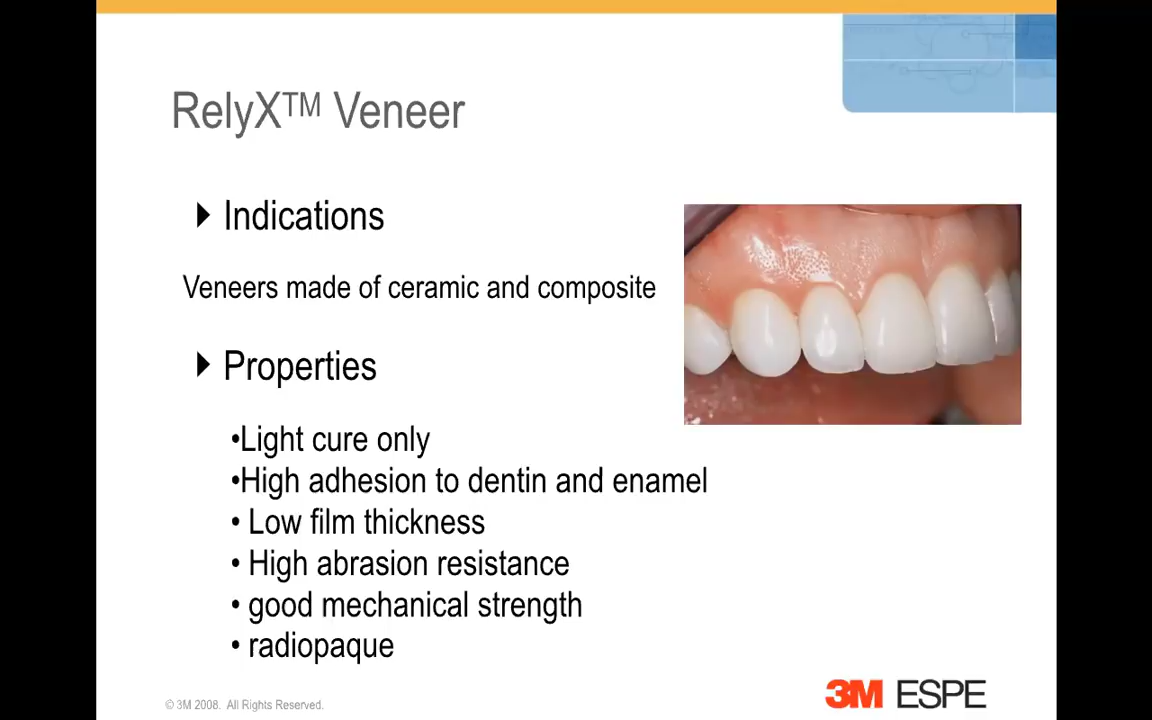 RelyX™ Veneer
Indications
Veneers made of ceramic and composite
Properties
•Light cure only
•High adhesion to dentin and enamel
• Low film thickness
• High abrasion resistance
• good mechanical strength
• radiopaque
© 3M 2008. All Rights Reserved.
3M ESPE